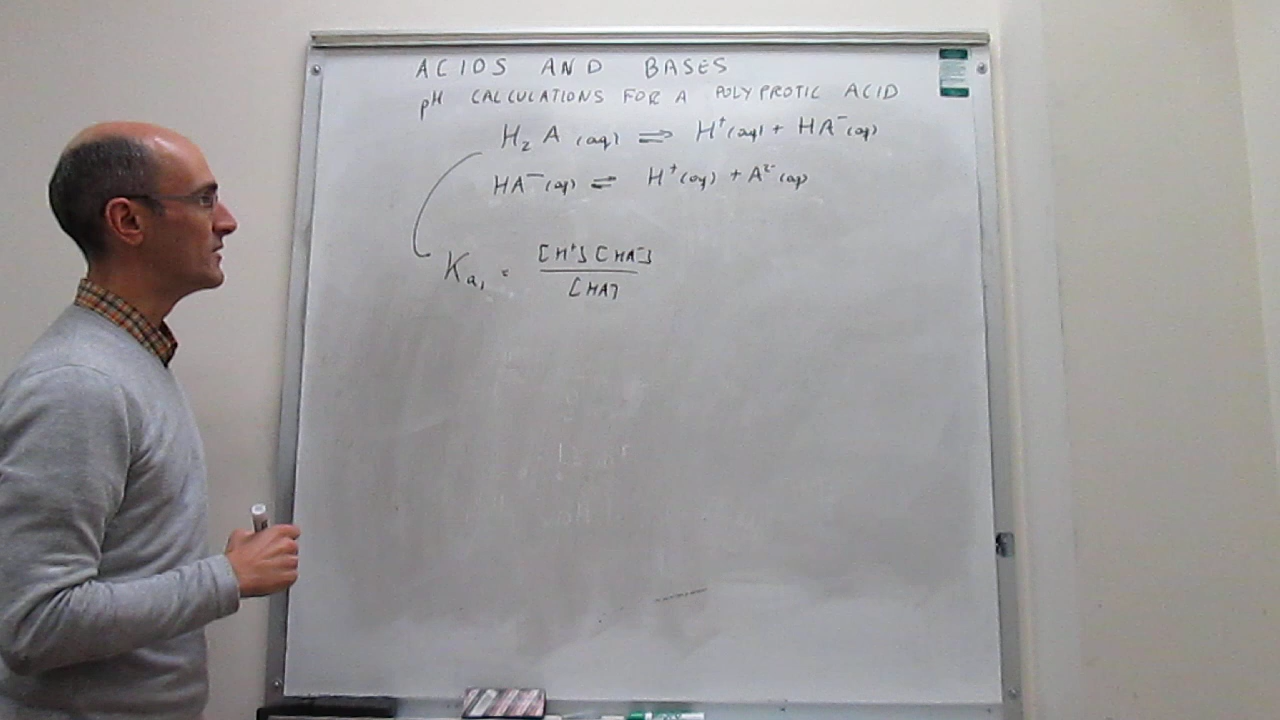 ACIDS AND BASES
pH CALCULATIONS FOR A POLYPROTIC ACID
H₂A (aq) ⇌ H⁺(aq) + HA⁻(aq)
HA⁻(aq) ⇌ H⁺(aq) + A²⁻(aq)
Kₐ₁ = [H⁺][HA⁻]
[HA]